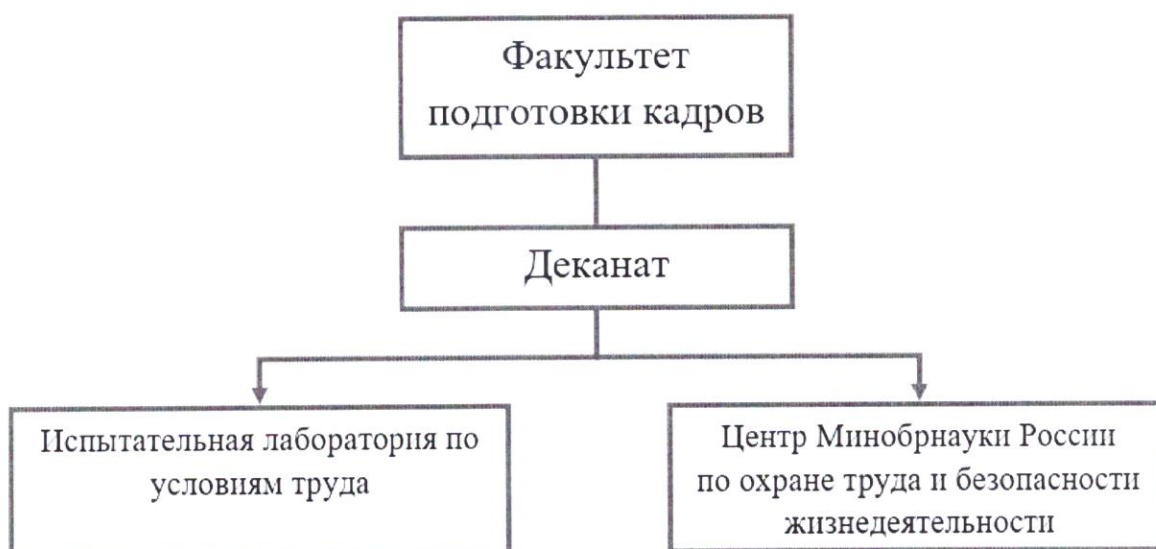 Факультет
подготовки кадров
Деканат
Испытательная лаборатория по
условиям труда
Центр Минобрнауки России
по охране труда и безопасности
жизнедеятельности